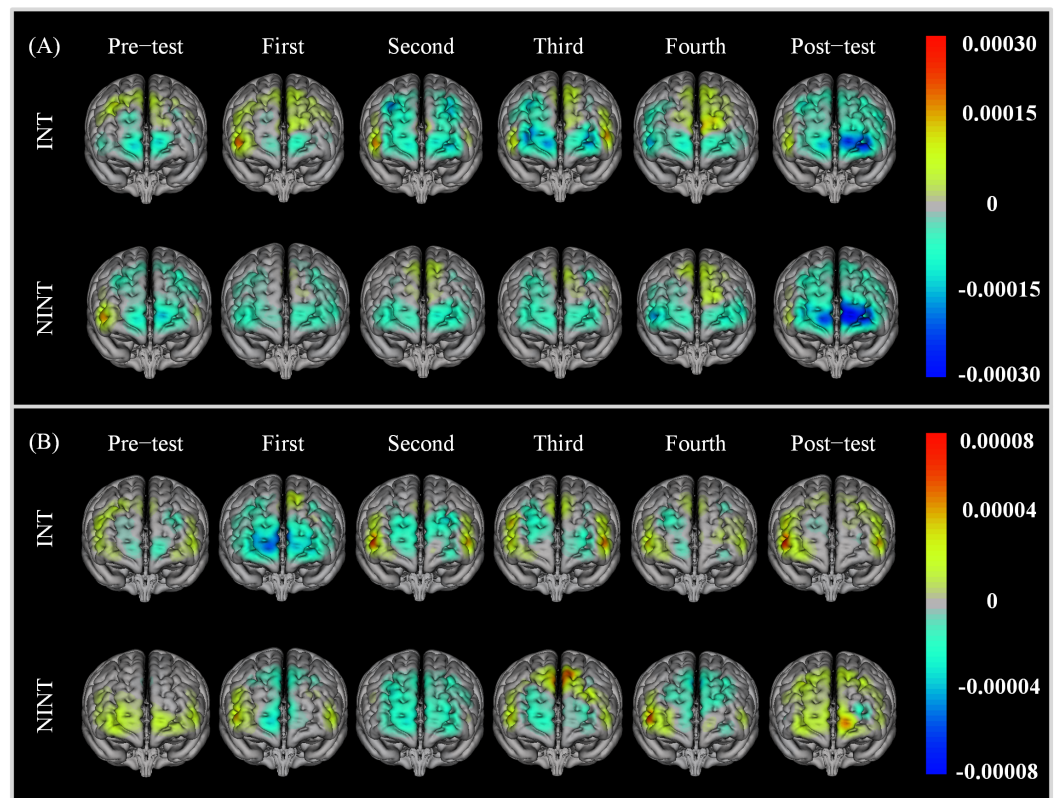 (A) Pre−test First Second Third Fourth Post−test
0.00030
INT
0.00015
0
NINT
-0.00015
-0.00030
(B) Pre−test First Second Third Fourth Post−test
0.00008
INT
0.00004
0
NINT
-0.00004
-0.00008